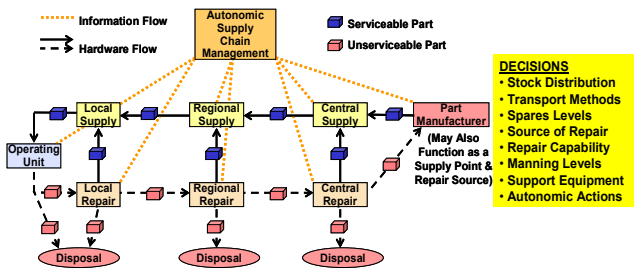 Information Flow
Hardware Flow
Autonomic
Supply
Chain
Management
Serviceable Part
Unserviceable Part
DECISIONS
• Stock Distribution
• Transport Methods
• Spares Levels
• Source of Repair
• Repair Capability
• Manning Levels
• Support Equipment
• Autonomic Actions
Local
Supply
Regional
Supply
Central
Supply
Part
Manufacturer
(May Also
Function as a
Supply Point &
Repair Source)
Operating
Unit
Local
Repair
Regional
Repair
Central
Repair
Disposal
Disposal
Disposal